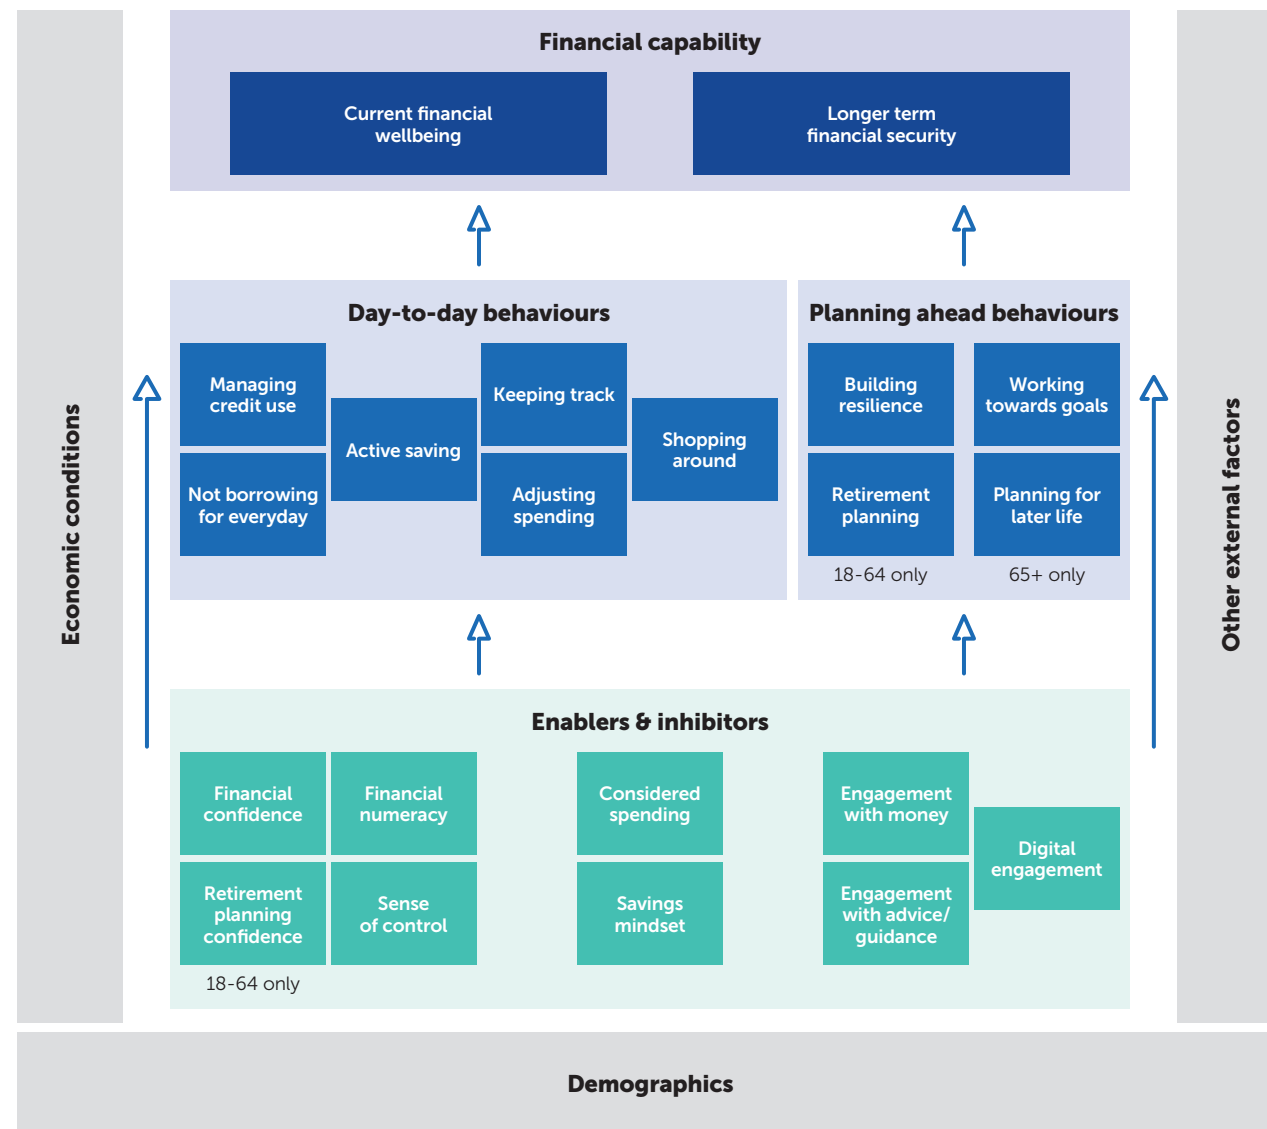 Financial capability
Current financial
wellbeing
Longer term
financial security
Economic conditions
Other external factors
Day-to-day behaviours
Managing
credit use
Not borrowing
for everyday
Active saving
Keeping track
Adjusting
spending
Shopping
around
Planning ahead behaviours
Building
resilience
Working
towards goals
Retirement
planning
Planning for
later life
18-64 only
65+ only
Enablers & inhibitors
Financial
confidence
Financial
numeracy
Retirement
planning
confidence
Sense
of control
18-64 only
Considered
spending
Savings
mindset
Engagement
with money
Engagement
with advice/
guidance
Digital
engagement
Demographics